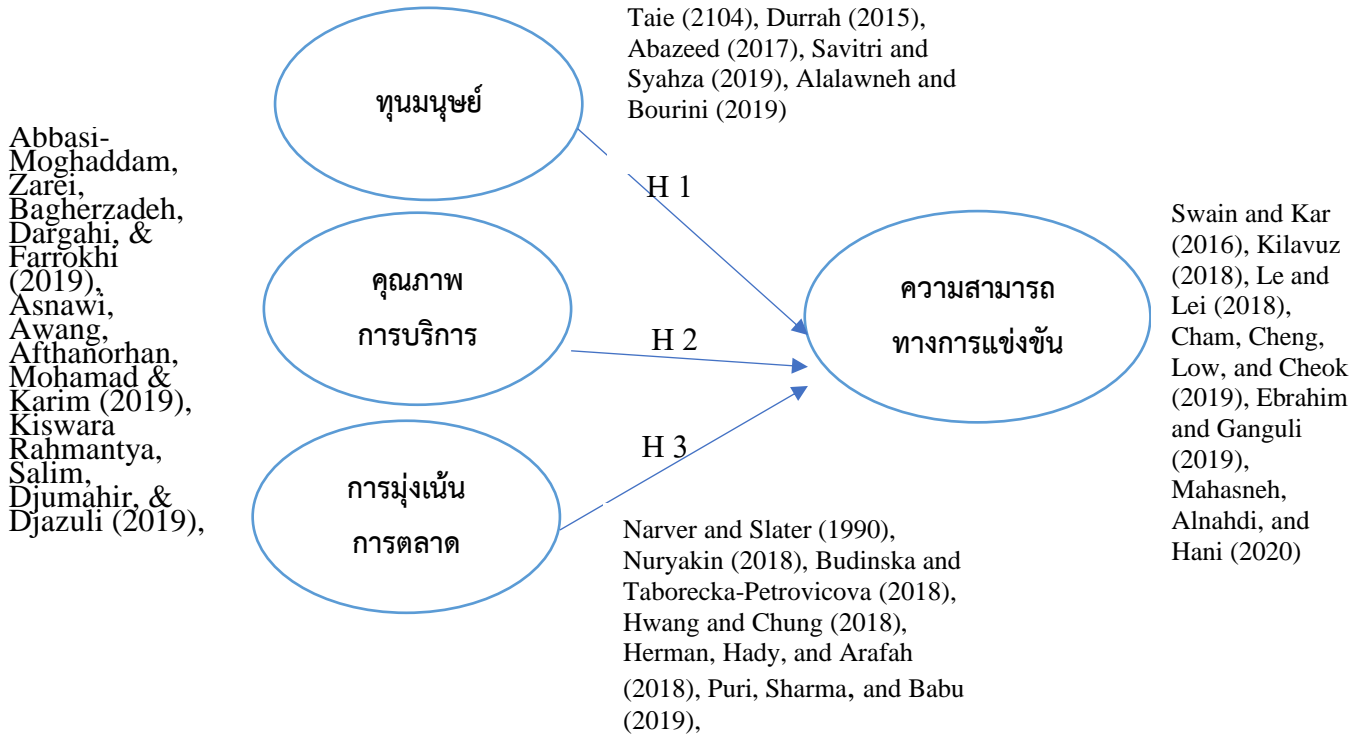 Taie (2104), Durrah (2015),
Abazeed (2017), Savitri and
Syahza (2019), Alalawneh and
Bourini (2019)
ทุนมนุษย์
Abbasi-
Moghaddam,
Zarei,
Bagherzadeh,
Dargahi, &
Farrokhi
(2019),
Asnawi,
Awang,
Afthanorhan,
Mohamad &
Karim (2019),
Kiswara
Rahmantya,
Salim,
Djumahir, &
Djazuli (2019),
H 1
คุณภาพ
การบริการ
H 2
ความสามารถ
ทางการแข่งขัน
Swain and Kar
(2016), Kilavuz
(2018), Le and
Lei (2018),
Cham, Cheng,
Low, and Cheok
(2019), Ebrahim
and Ganguli
(2019),
Mahasneh,
Alnahdi, and
Hani (2020)
H 3
การมุ่งเน้น
การตลาด
Narver and Slater (1990),
Nuryakin (2018), Budinska and
Taborecka-Petrovicova (2018),
Hwang and Chung (2018),
Herman, Hady, and Arafah
(2018), Puri, Sharma, and Babu
(2019),